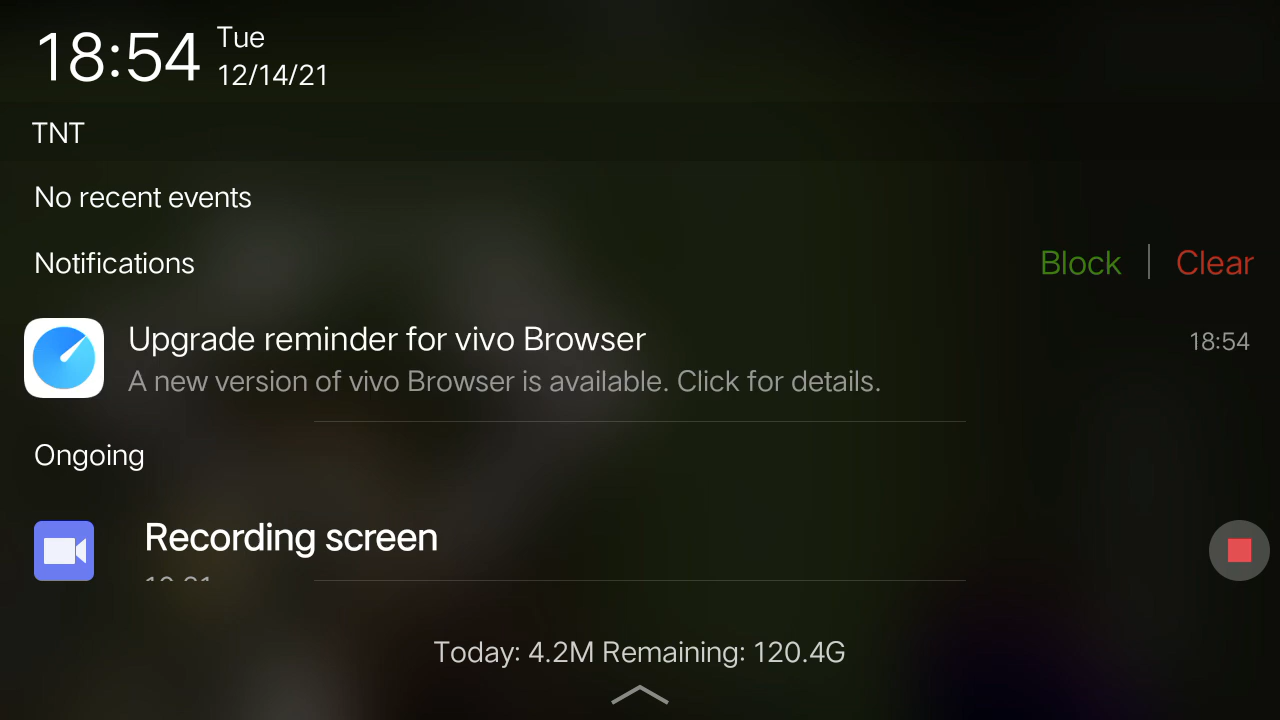 18:54
Tue
12/14/21
TNT
No recent events
Notifications
Block
Clear
Upgrade reminder for vivo Browser
18:54
A new version of vivo Browser is available. Click for details.
Ongoing
Recording screen
Today: 4.2M Remaining: 120.4G